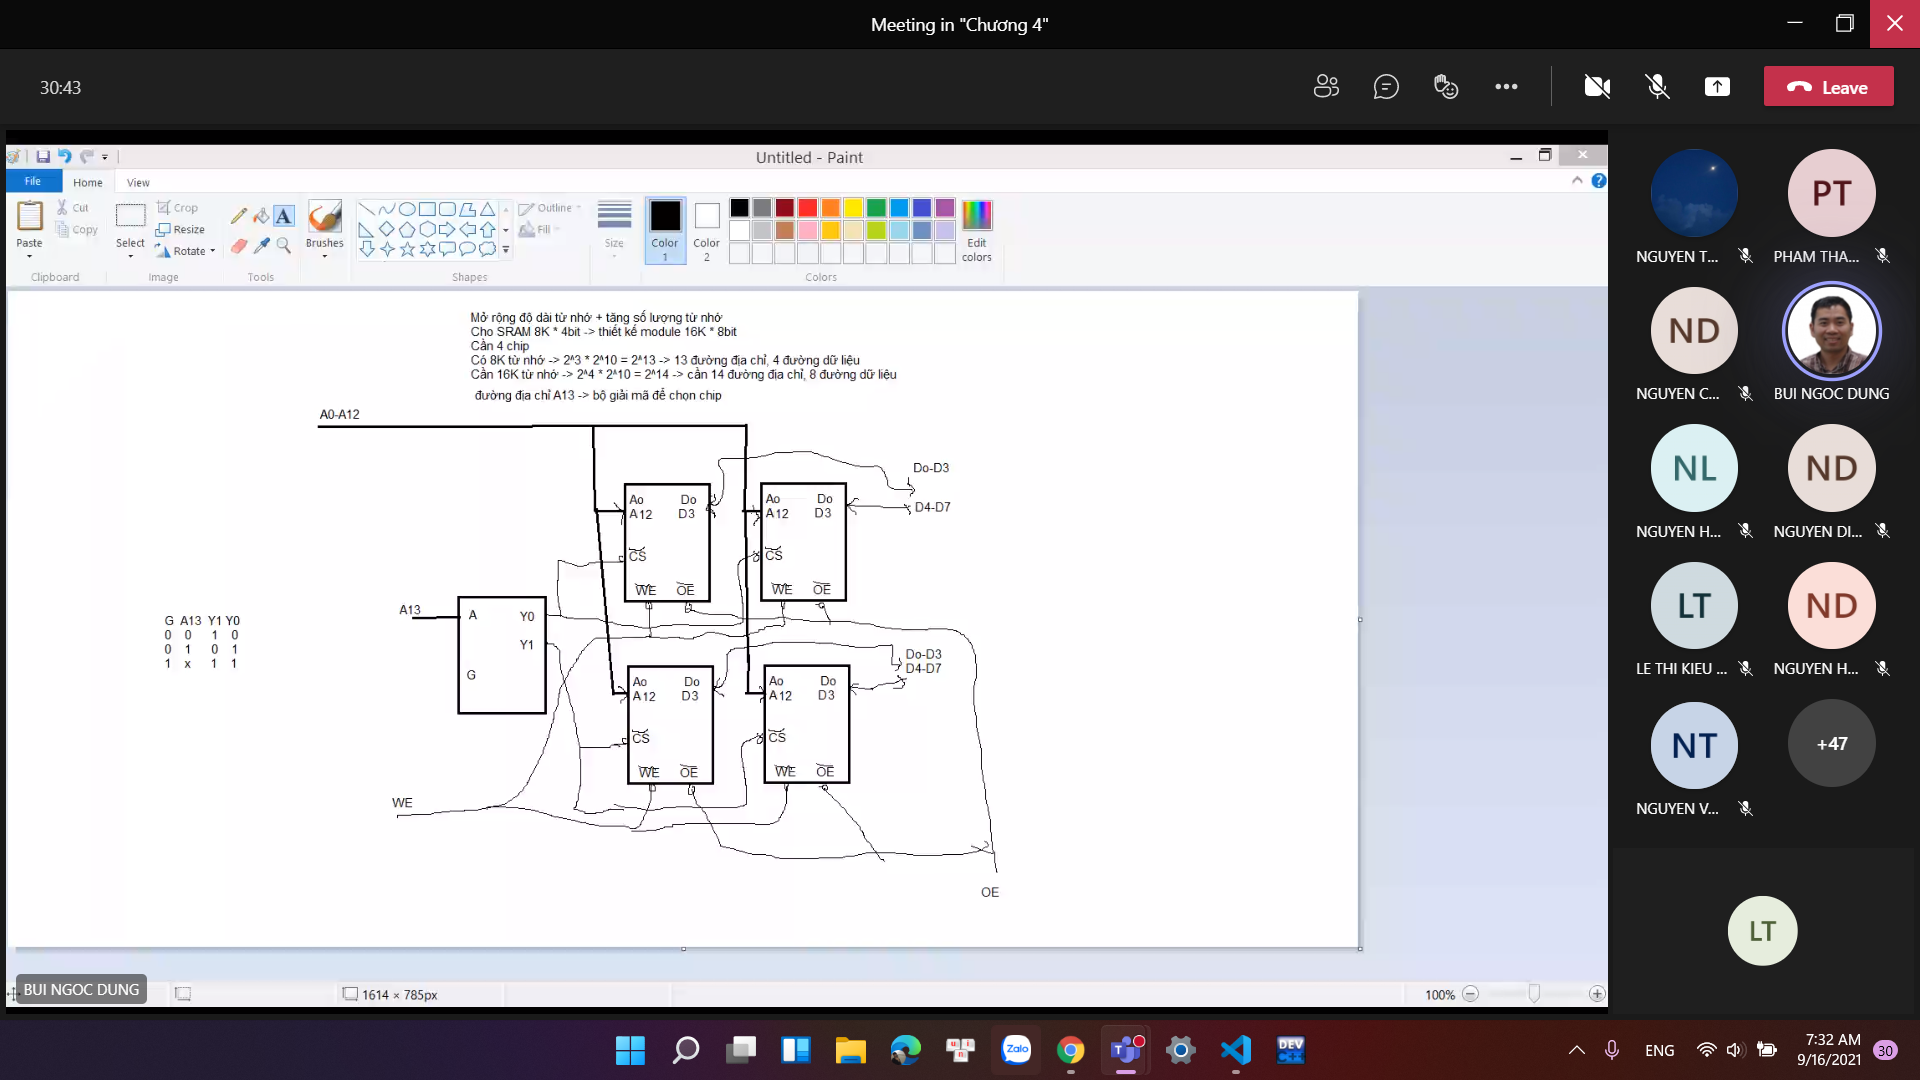 Meeting in "Chương 4"
30:43
Leave
Untitled - Paint
File
Home
View
Paste
Cut
Copy
Clipboard
Select
Crop
Resize
Rotate
Image
Tools
Brushes
Outline
Fill
Shapes
Size
Color 1
Color 2
Edit colors
Colors
Mở rộng độ dài từ nhớ + tăng số lượng từ nhớ
Cho SRAM 8K * 4bit -> thiết kế module 16K * 8bit
Cần 4 chip
Có 8K từ nhớ -> 2^3 * 2^10 = 2^13 -> 13 đường địa chỉ, 4 đường dữ liệu
Cần 16K từ nhớ -> 2^4 * 2^10 = 2^14 -> cần 14 đường địa chỉ, 8 đường dữ liệu
đường địa chỉ A13 -> bộ giải mã để chọn chip
A0-A12
Do-D3
D4-D7
Ao Do
A12 D3
CS
WE OE
Ao Do
A12 D3
CS
WE OE
A13
A Y0
Y1
G
G A13 Y1 Y0
0 0 1 0
0 1 0 1
1 x 1 1
Do-D3
D4-D7
Ao Do
A12 D3
CS
WE OE
Ao Do
A12 D3
CS
WE OE
WE
OE
BUI NGOC DUNG
1614 × 785px
100%
NGUYEN T...
PT
PHAM THA...
ND
NGUYEN C...
BUI NGOC DUNG
NL
NGUYEN H...
ND
NGUYEN DI...
LT
LE THI KIEU ...
ND
NGUYEN H...
NT
NGUYEN V...
+47
LT
Zalo
T
DEV
C++
ENG
7:32 AM
9/16/2021
30